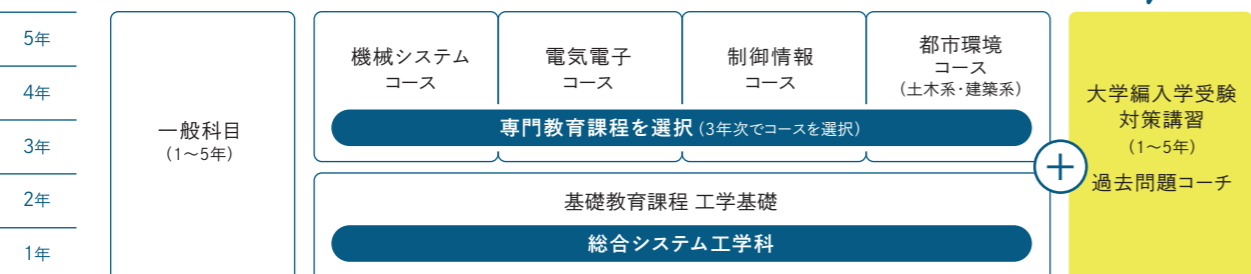 5年
4年
3年
2年
1年
一般科目
（1〜5年）
機械システム
コース
電気電子
コース
制御情報
コース
都市環境
コース
（土木系・建築系）
専門教育課程を選択（3年次でコースを選択）
基礎教育課程 工学基礎
総合システム工学科
＋
大学編入学受験
対策講習
（1〜5年）
過去問題コーチ